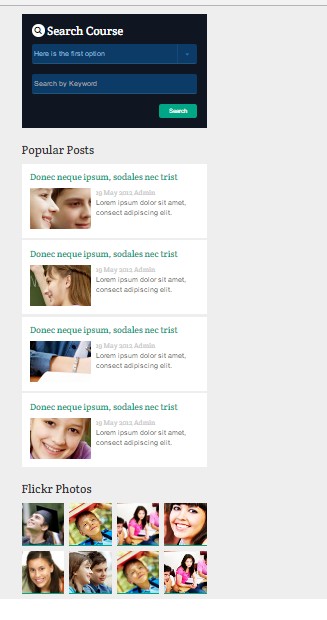 Search Course
Here is the first option
Search by Keyword
Search
Popular Posts
Donec neque ipsum, sodales nec trist
19 May 2012 Admin
Lorem ipsum dolor sit amet,
consect adipiscing elit.
Donec neque ipsum, sodales nec trist
19 May 2012 Admin
Lorem ipsum dolor sit amet,
consect adipiscing elit.
Donec neque ipsum, sodales nec trist
19 May 2012 Admin
Lorem ipsum dolor sit amet,
consect adipiscing elit.
Donec neque ipsum, sodales nec trist
19 May 2012 Admin
Lorem ipsum dolor sit amet,
consect adipiscing elit.
Flickr Photos